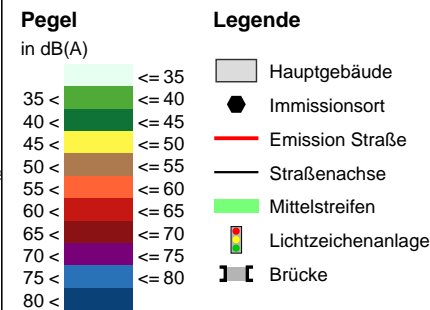 Pegel
in dB(A)
<= 35
35 < <= 40
40 < <= 45
45 < <= 50
50 < <= 55
55 < <= 60
60 < <= 65
65 < <= 70
70 < <= 75
75 < <= 80
80 <
Legende
Hauptgebäude
Immissionsort
Emission Straße
Straßenachse
Mittelstreifen
Lichtzeichenanlage
Brücke